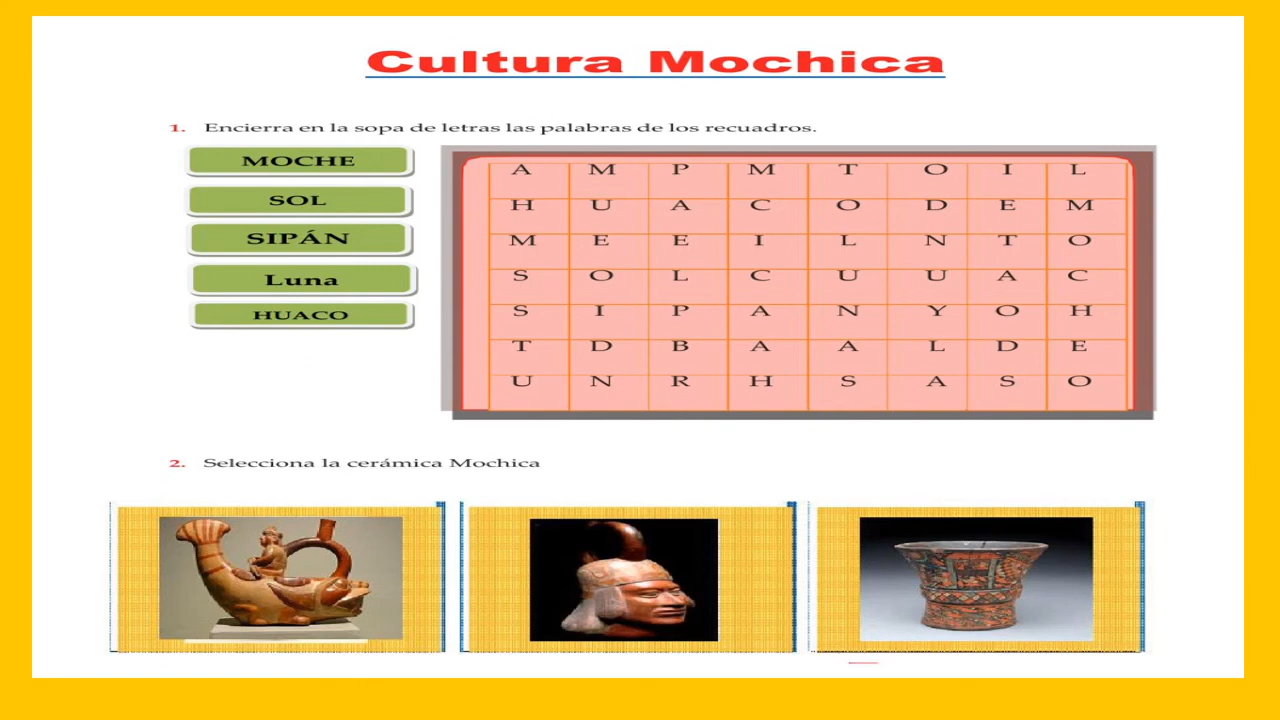 Cultura Mochica
1. Encierra en la sopa de letras las palabras de los recuadros.
MOCHE
SOL
SIPÁN
Luna
HUACO
A M P M T O I L
H U A C O D E M
M E E I L N T O
S O L C U U A C
S I P A N Y O H
T D B A A L D E
U N R H S A S O
2. Selecciona la cerámica Mochica